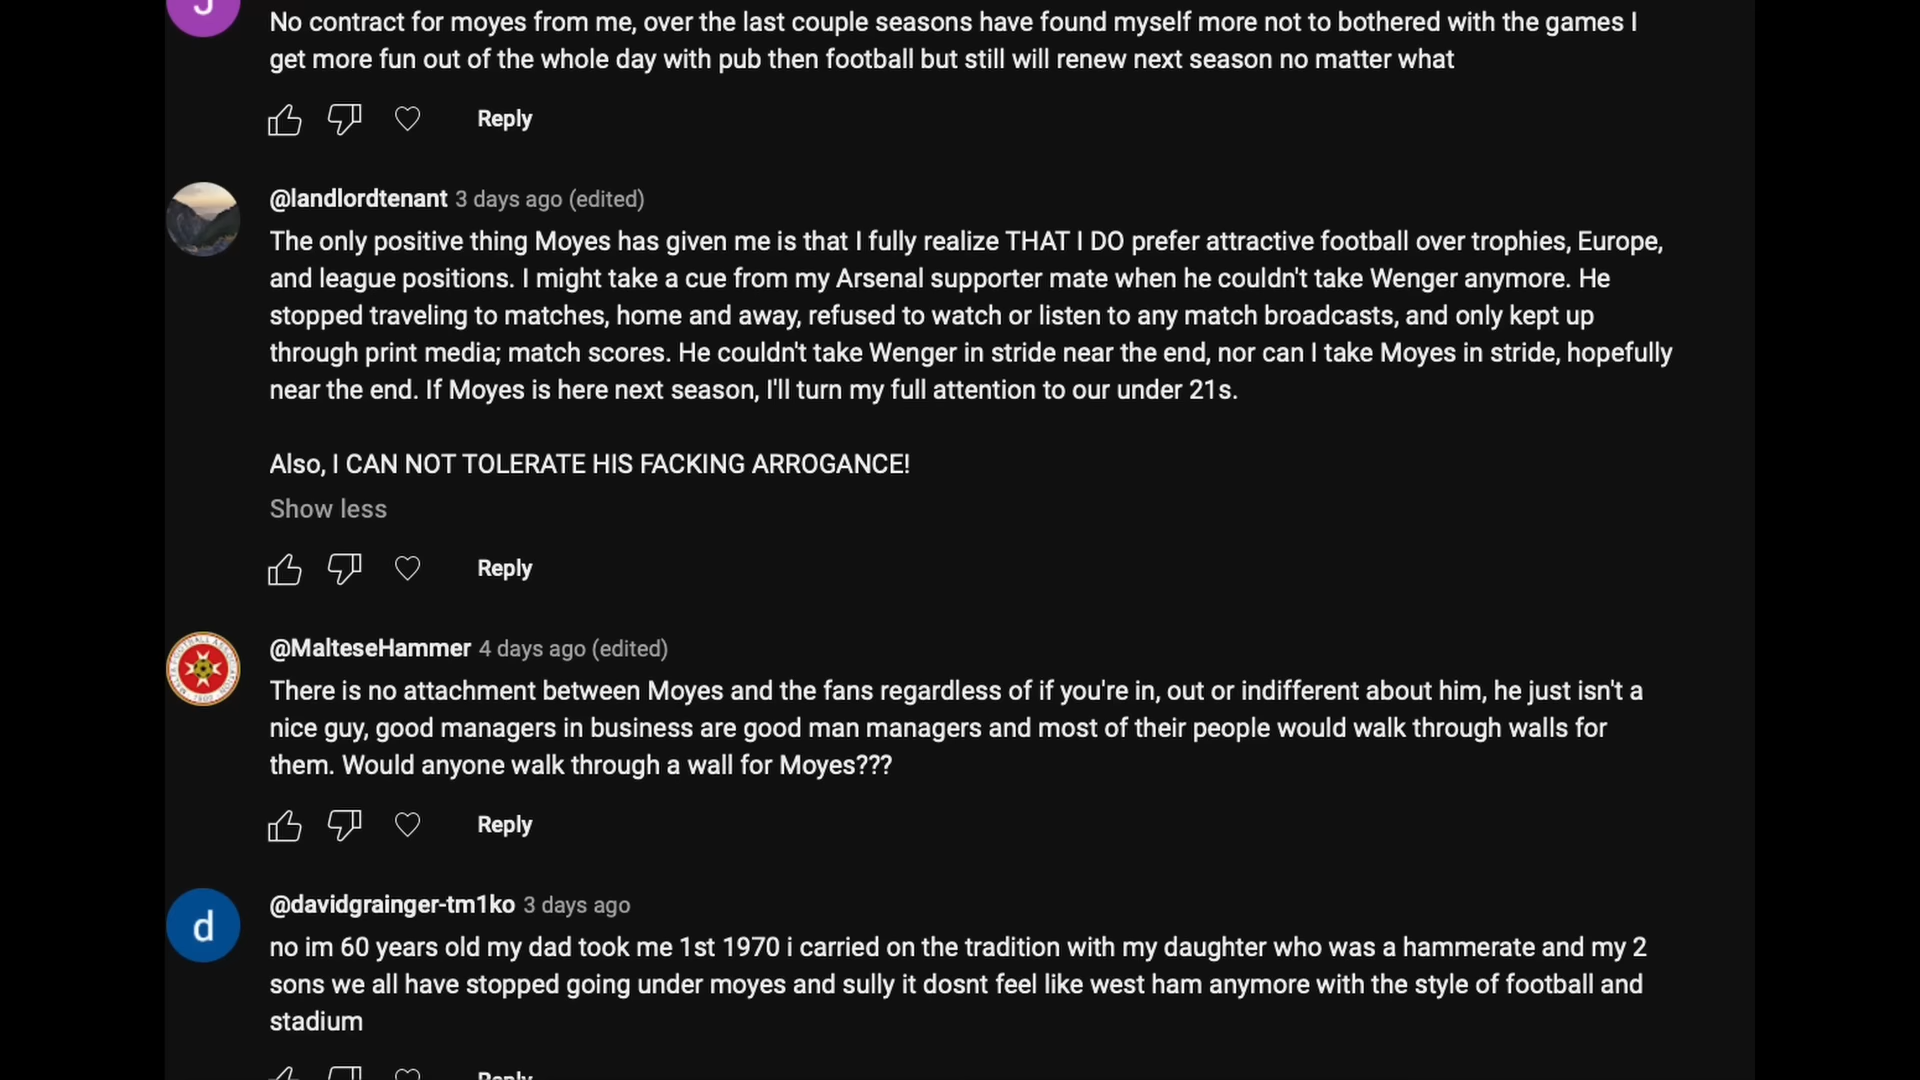 J
No contract for moyes from me, over the last couple seasons have found myself more not to bothered with the games I
get more fun out of the whole day with pub then football but still will renew next season no matter what
Reply
@landlordtenant 3 days ago (edited)
The only positive thing Moyes has given me is that I fully realize THAT I DO prefer attractive football over trophies, Europe,
and league positions. I might take a cue from my Arsenal supporter mate when he couldn't take Wenger anymore. He
stopped traveling to matches, home and away, refused to watch or listen to any match broadcasts, and only kept up
through print media; match scores. He couldn't take Wenger in stride near the end, nor can I take Moyes in stride, hopefully
near the end. If Moyes is here next season, I'll turn my full attention to our under 21s.
Also, I CAN NOT TOLERATE HIS FACKING ARROGANCE!
Show less
Reply
@MalteseHammer 4 days ago (edited)
There is no attachment between Moyes and the fans regardless of if you're in, out or indifferent about him, he just isn't a
nice guy, good managers in business are good man managers and most of their people would walk through walls for
them. Would anyone walk through a wall for Moyes???
Reply
d
@davidgrainger-tm1ko 3 days ago
no im 60 years old my dad took me 1st 1970 i carried on the tradition with my daughter who was a hammerate and my 2
sons we all have stopped going under moyes and sully it dosnt feel like west ham anymore with the style of football and
stadium
Reply